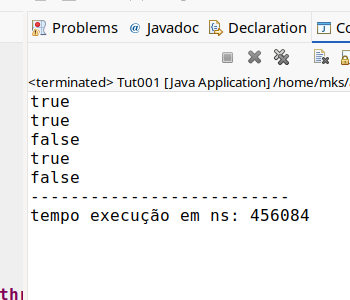 Problems @ Javadoc Declaration
<terminated> Tut001 [Java Application] /home/mks/
true
true
false
true
false
--------------------------
tempo execução em ns: 456084